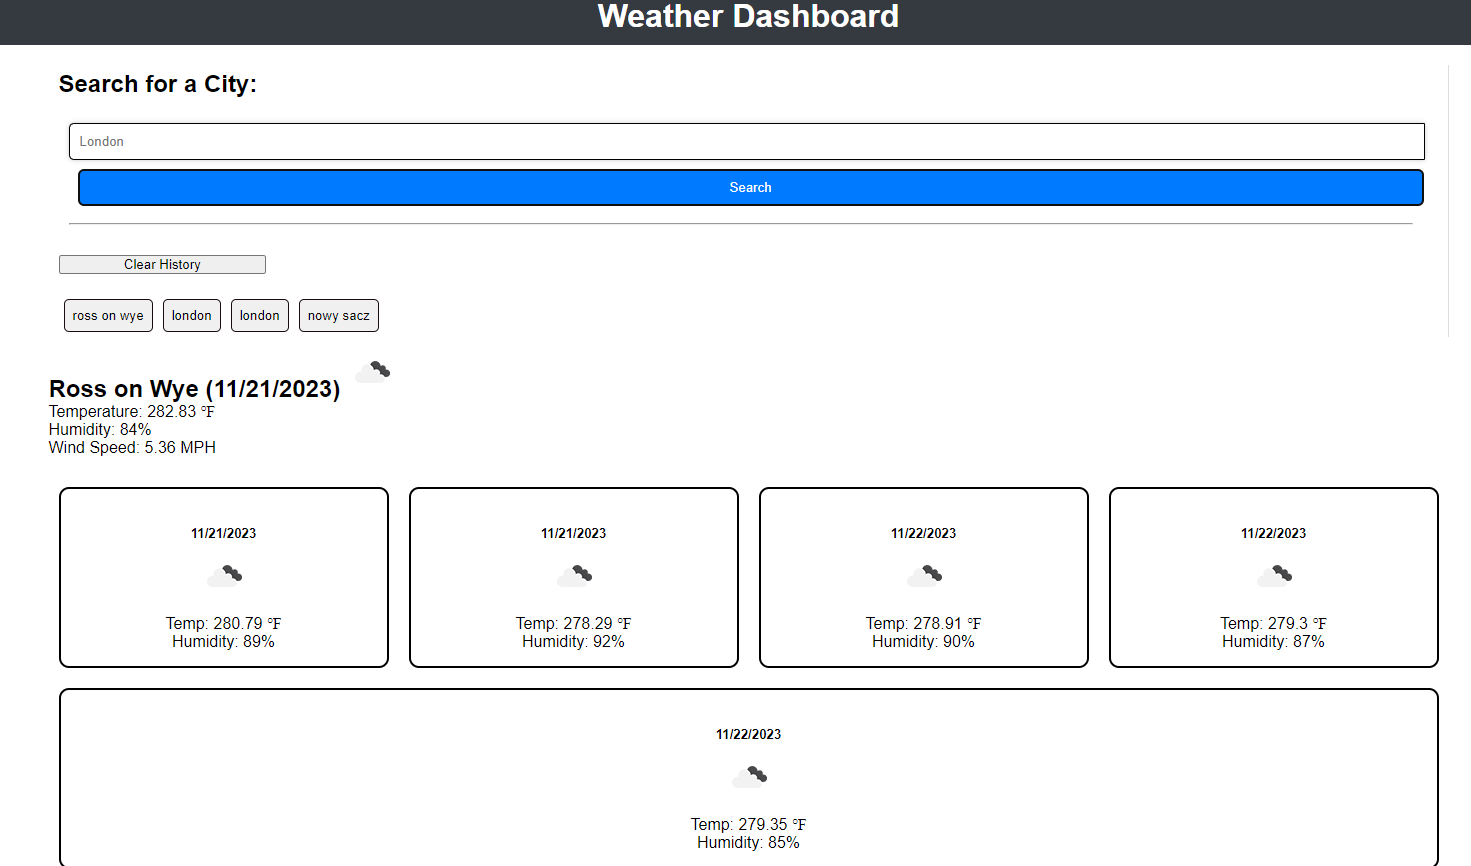 Weather Dashboard
Search for a City:
London
Search
Clear History
ross on wye london london nowy sacz
Ross on Wye (11/21/2023)
Temperature: 282.83 °F
Humidity: 84%
Wind Speed: 5.36 MPH
11/21/2023
Temp: 280.79 °F
Humidity: 89%
11/21/2023
Temp: 278.29 °F
Humidity: 92%
11/22/2023
Temp: 278.91 °F
Humidity: 90%
11/22/2023
Temp: 279.3 °F
Humidity: 87%
11/22/2023
Temp: 279.35 °F
Humidity: 85%